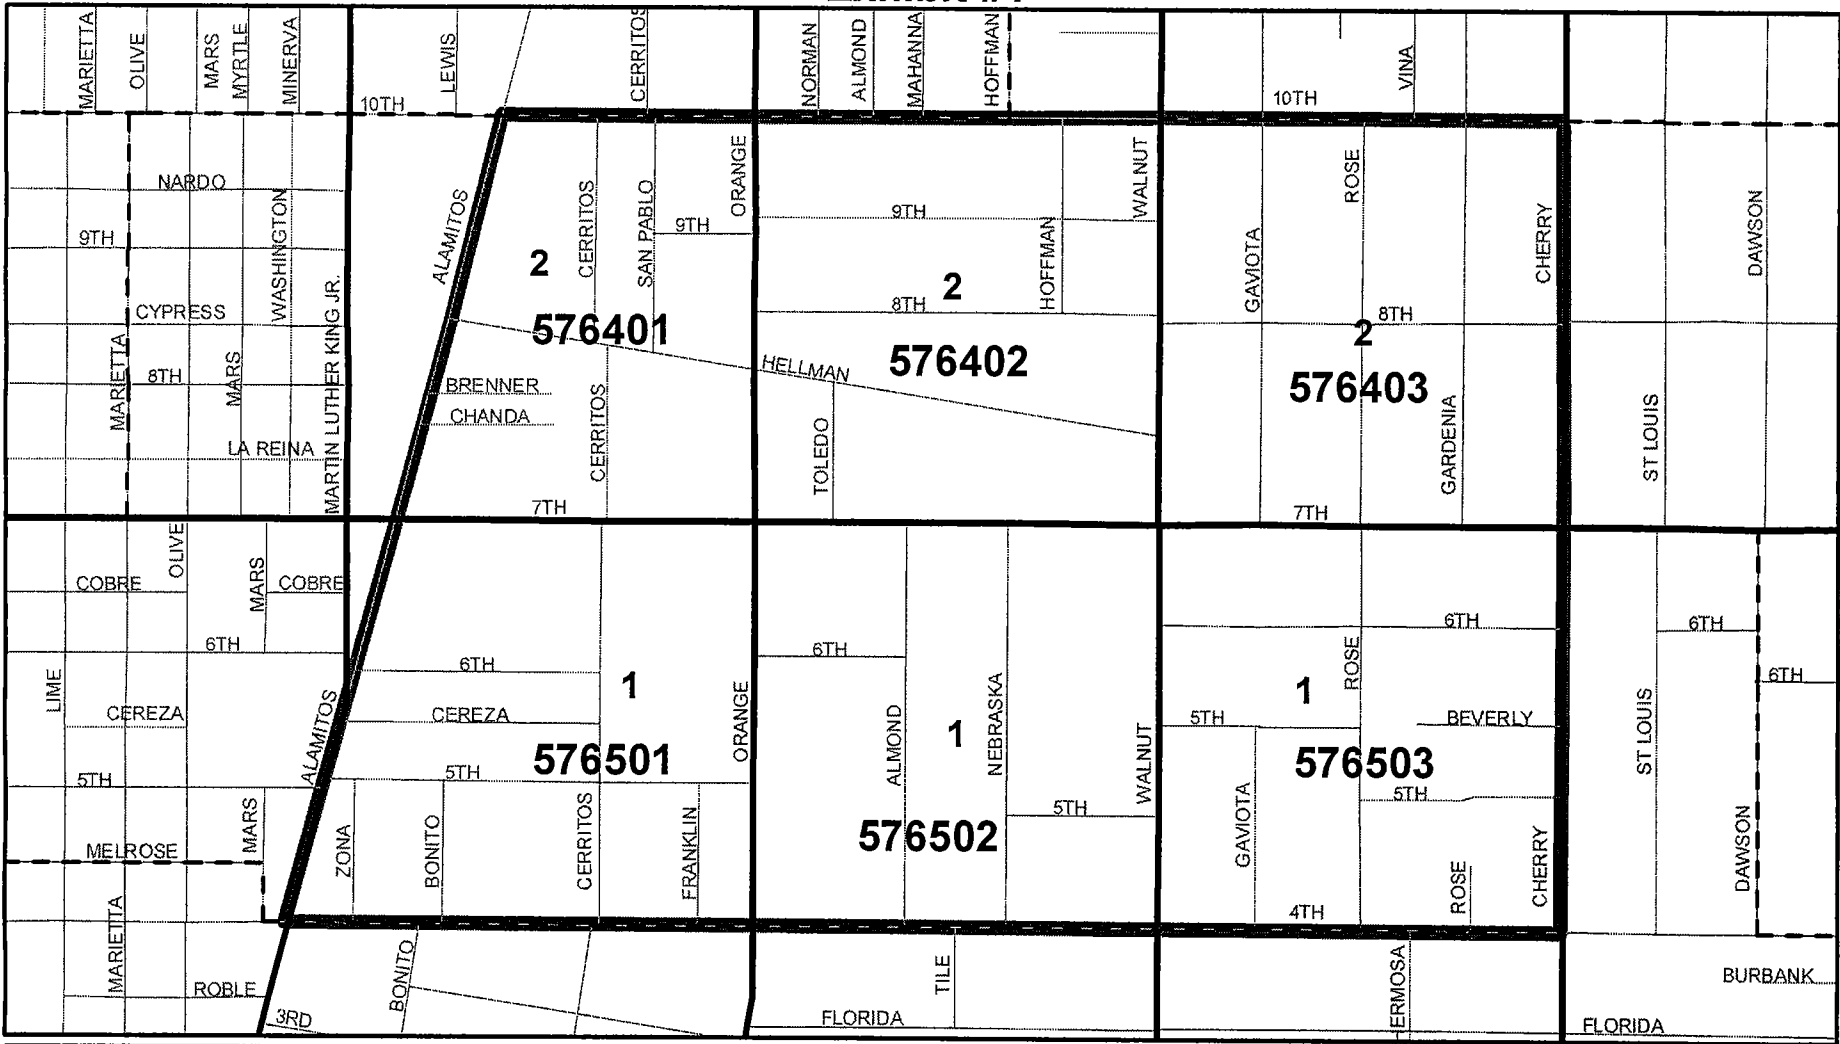 MARIETTA
OLIVE
MARS
MYRTLE
MINERVA
LEWIS
CERRITOS
NORMAN
ALMOND
MAHANNA
HOFFMAN
VINA
10TH
10TH
NARDO
9TH
WASHINGTON
CYPRESS
MARIETTA
8TH
MARS
LA REINA
MARTIN LUTHER KING JR.
ALAMITOS
2
CERRITOS
SAN PABLO
ORANGE
9TH
576401
BRENNER
CHANDA
CERRITOS
7TH
9TH
HOFFMAN
WALNUT
2
8TH
576402
HELLMAN
TOLEDO
GAVIOTA
ROSE
CHERRY
8TH
2
576403
GARDENIA
7TH
DAWSON
ST LOUIS
OLIVE
COBRE
MARS
COBRE
6TH
LIME
CEREZA
ALAMITOS
5TH
MARS
MELROSE
MARIETTA
ROBLE
6TH
1
CEREZA
ORANGE
576501
5TH
ZONA
BONITO
CERRITOS
FRANKLIN
6TH
ALMOND
1
NEBRASKA
WALNUT
5TH
576502
6TH
ROSE
1
5TH
BEVERLY
576503
5TH
GAVIOTA
ROSE
CHERRY
4TH
6TH
6TH
ST LOUIS
DAWSON
3RD
BONITO
TILE
FLORIDA
HERMOSA
BURBANK
FLORIDA